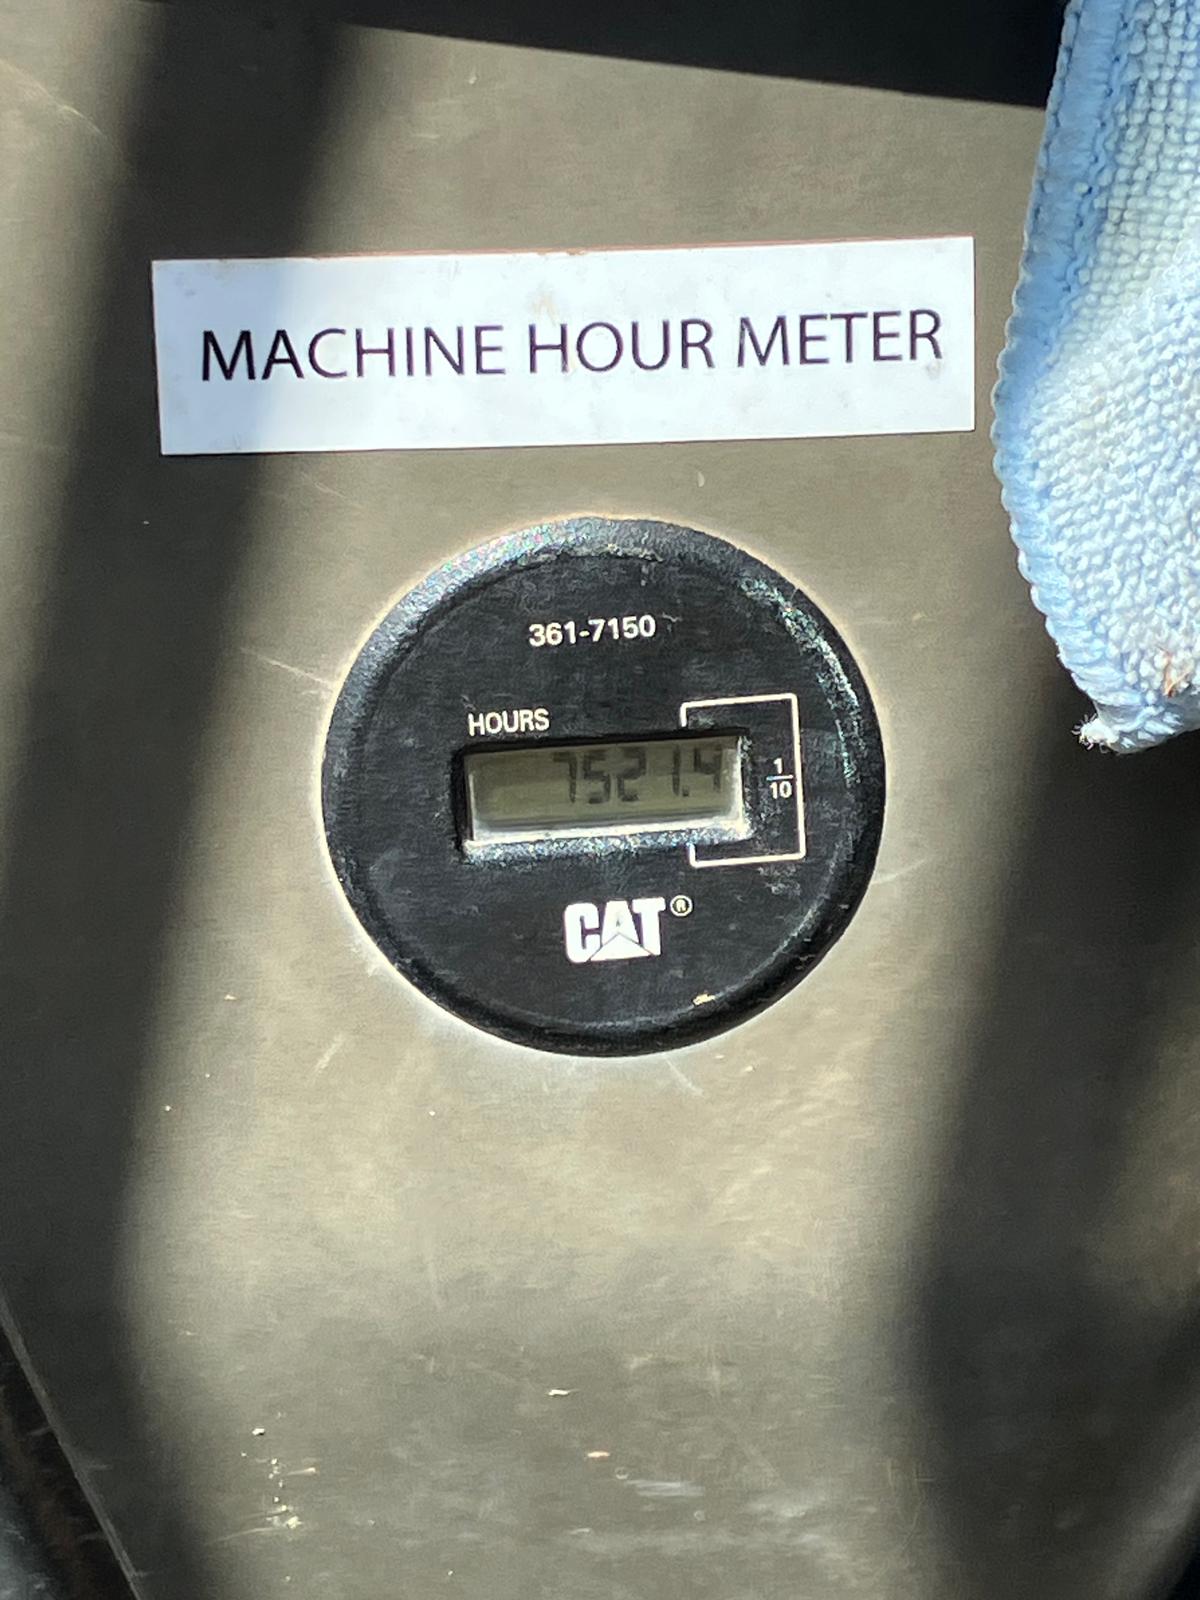 MACHINE HOUR METER
361-7150
HOURS
7521.4
1
10
CAT®